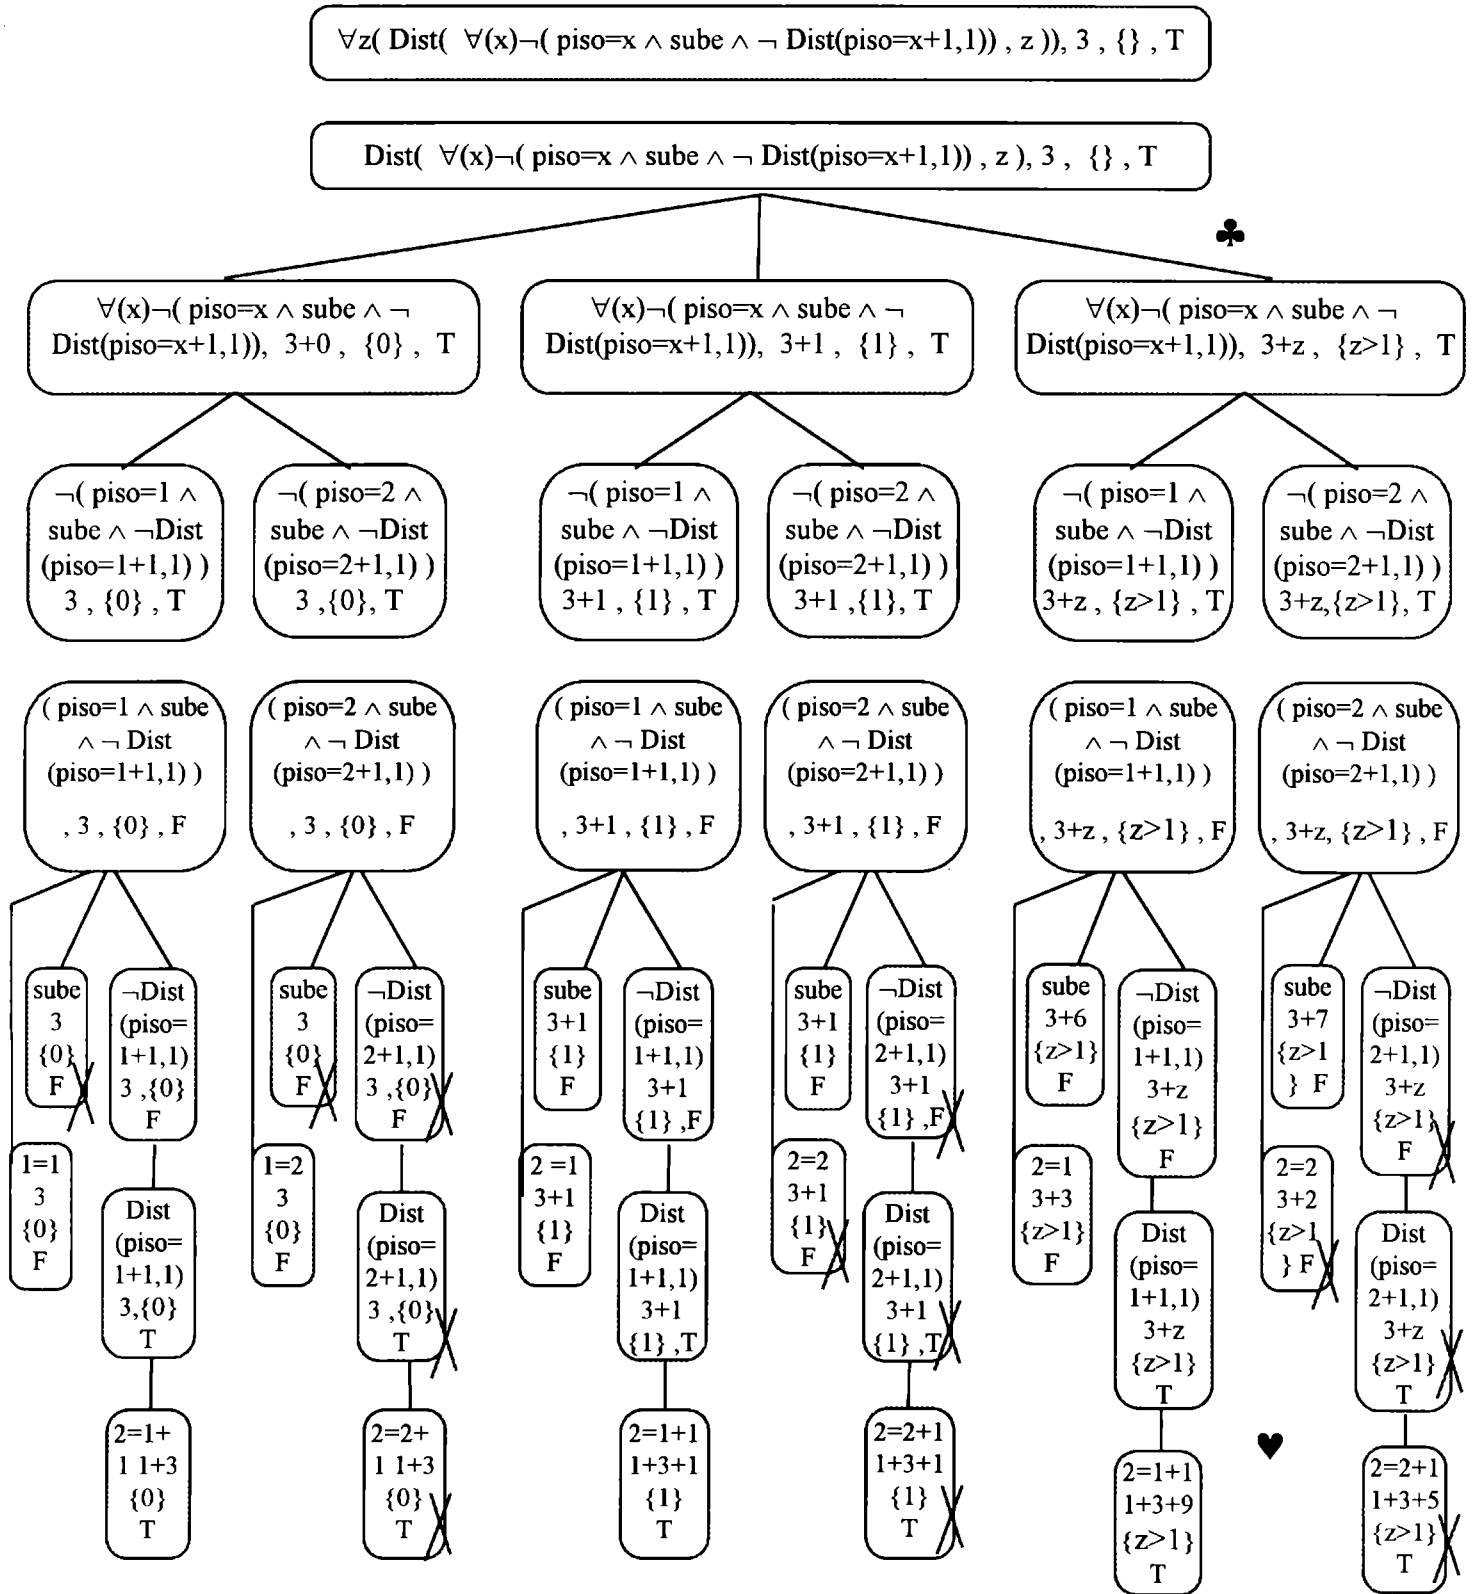 ∀z( Dist( ∀(x)¬( piso=x ∧ sube ∧ ¬ Dist(piso=x+1,1)) , z )), 3 , {} , T
Dist( ∀(x)¬( piso=x ∧ sube ∧ ¬ Dist(piso=x+1,1)) , z ), 3 , {} , T
♣
∀(x)¬( piso=x ∧ sube ∧ ¬
Dist(piso=x+1,1)), 3+0 , {0} , T
∀(x)¬( piso=x ∧ sube ∧ ¬
Dist(piso=x+1,1)), 3+1 , {1} , T
∀(x)¬( piso=x ∧ sube ∧ ¬
Dist(piso=x+1,1)), 3+z , {z>1} , T
¬( piso=1 ∧
sube ∧ ¬Dist
(piso=1+1,1) )
3 , {0} , T
¬( piso=2 ∧
sube ∧ ¬Dist
(piso=2+1,1) )
3 ,{0}, T
¬( piso=1 ∧
sube ∧ ¬Dist
(piso=1+1,1) )
3+1 , {1} , T
¬( piso=2 ∧
sube ∧ ¬Dist
(piso=2+1,1) )
3+1 ,{1}, T
¬( piso=1 ∧
sube ∧ ¬Dist
(piso=1+1,1) )
3+z , {z>1} , T
¬( piso=2 ∧
sube ∧ ¬Dist
(piso=2+1,1) )
3+z,{z>1}, T
( piso=1 ∧ sube
∧ ¬ Dist
(piso=1+1,1) )
, 3 , {0} , F
( piso=2 ∧ sube
∧ ¬ Dist
(piso=2+1,1) )
, 3 , {0} , F
( piso=1 ∧ sube
∧ ¬ Dist
(piso=1+1,1) )
, 3+1 , {1} , F
( piso=2 ∧ sube
∧ ¬ Dist
(piso=2+1,1) )
, 3+1 , {1} , F
( piso=1 ∧ sube
∧ ¬ Dist
(piso=1+1,1) )
, 3+z , {z>1} , F
( piso=2 ∧ sube
∧ ¬ Dist
(piso=2+1,1) )
, 3+z, {z>1} , F
sube
3
{0}
F
¬Dist
(piso=
1+1,1)
3 ,{0}
F
sube
3
{0}
F
¬Dist
(piso=
2+1,1)
3 ,{0}
F
sube
3+1
{1}
F
¬Dist
(piso=
1+1,1)
3+1
{1} ,F
sube
3+1
{1}
F
¬Dist
(piso=
2+1,1)
3+1
{1} ,F
sube
3+6
{z>1}
F
¬Dist
(piso=
1+1,1)
3+z
{z>1}
F
sube
3+7
{z>1
} F
¬Dist
(piso=
2+1,1)
3+z
{z>1}
F
1=1
3
{0}
F
Dist
(piso=
1+1,1)
3,{0}
T
1=2
3
{0}
F
Dist
(piso=
2+1,1)
3 ,{0}
T
2 =1
3+1
{1}
F
Dist
(piso=
1+1,1)
3+1
{1} ,T
2=2
3+1
{1}
F
Dist
(piso=
2+1,1)
3+1
{1} ,T
2=1
3+3
{z>1}
F
Dist
(piso=
1+1,1)
3+z
{z>1}
T
2=2
3+2
{z>1
} F
Dist
(piso=
2+1,1)
3+z
{z>1}
T
2=1+
1 1+3
{0}
T
2=2+
1 1+3
{0}
T
2=1+1
1+3+1
{1}
T
2=2+1
1+3+1
{1}
T
2=1+1
1+3+9
{z>1}
T
♥
2=2+1
1+3+5
{z>1}
T